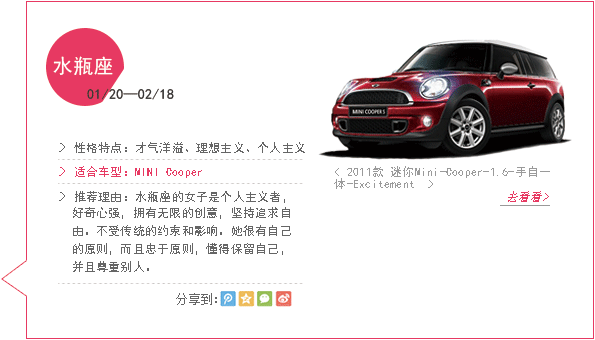 水瓶座
01/20—02/18
> 性格特点：才气洋溢、理想主义、个人主义
> 适合车型：MINI Cooper
> 推荐理由：水瓶座的女子是个人主义者，
好奇心强，拥有无限的创意，坚持追求自
由。不受传统的约束和影响。她很有自己
的原则，而且忠于原则，懂得保留自己，
并且尊重别人。
分享到:
MINI COOPER S
< 2011款 迷你Mini-Cooper-1.6-手自一
体-Excitement >
去看看>